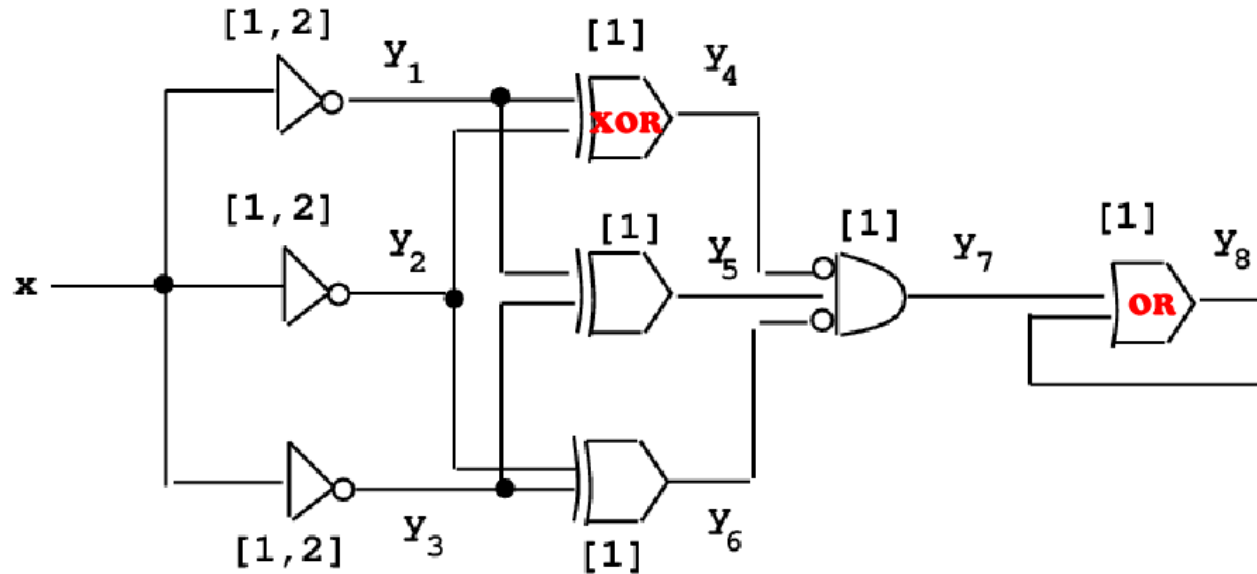 [1,2]
y1
[1]
y4
XOR
[1,2]
y2
[1]
y5
[1]
y7
[1]
y8
x
OR
y3
[1,2]
y6
[1]